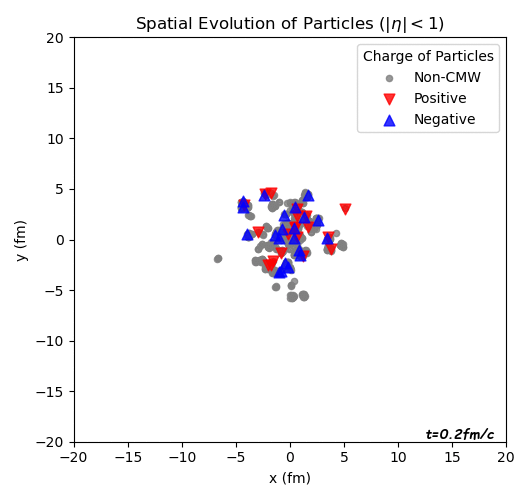 Spatial Evolution of Particles (|η| < 1)
Charge of Particles
Non-CMW
Positive
Negative
y (fm)
20
15
10
5
0
−5
−10
−15
−20
t=0.2fm/c
−20 −15 −10 −5 0 5 10 15 20
x (fm)